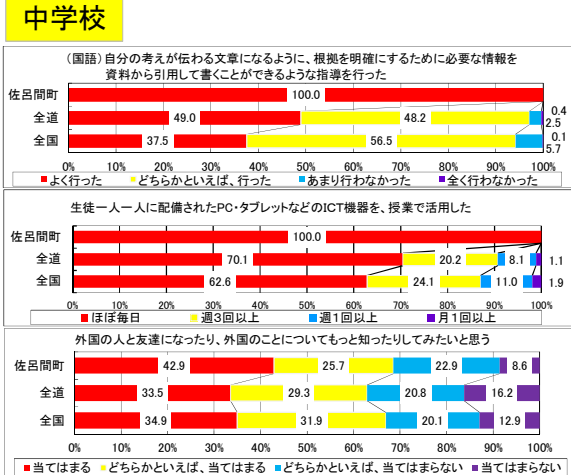 中学校
(国語)自分の考えが伝わる文章になるように、根拠を明確にするために必要な情報を
資料から引用して書くことができるような指導を行った
佐呂間町 100.0
全道 49.0 48.2 2.5 0.4
全国 37.5 56.5 5.7 0.1
0% 10% 20% 30% 40% 50% 60% 70% 80% 90% 100%
よく行った どちらかといえば、行った あまり行わなかった 全く行わなかった
生徒一人一人に配備されたPC・タブレットなどのICT機器を、授業で活用した
佐呂間町 100.0
全道 70.1 20.2 8.1 1.1
全国 62.6 24.1 11.0 1.9
0% 10% 20% 30% 40% 50% 60% 70% 80% 90% 100%
ほぼ毎日 週3回以上 週1回以上 月1回以上
外国の人と友達になったり、外国のことについてもっと知ったりしてみたいと思う
佐呂間町 42.9 25.7 22.9 8.6
全道 33.5 29.3 20.8 16.2
全国 34.9 31.9 20.1 12.9
0% 10% 20% 30% 40% 50% 60% 70% 80% 90% 100%
当てはまる どちらかといえば、当てはまる どちらかといえば、当てはまらない 当てはまらない